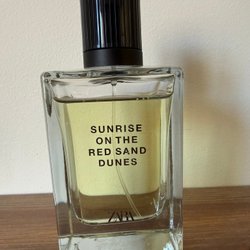 SUNRISE
ON THE
RED SAND
DUNES
ZARA